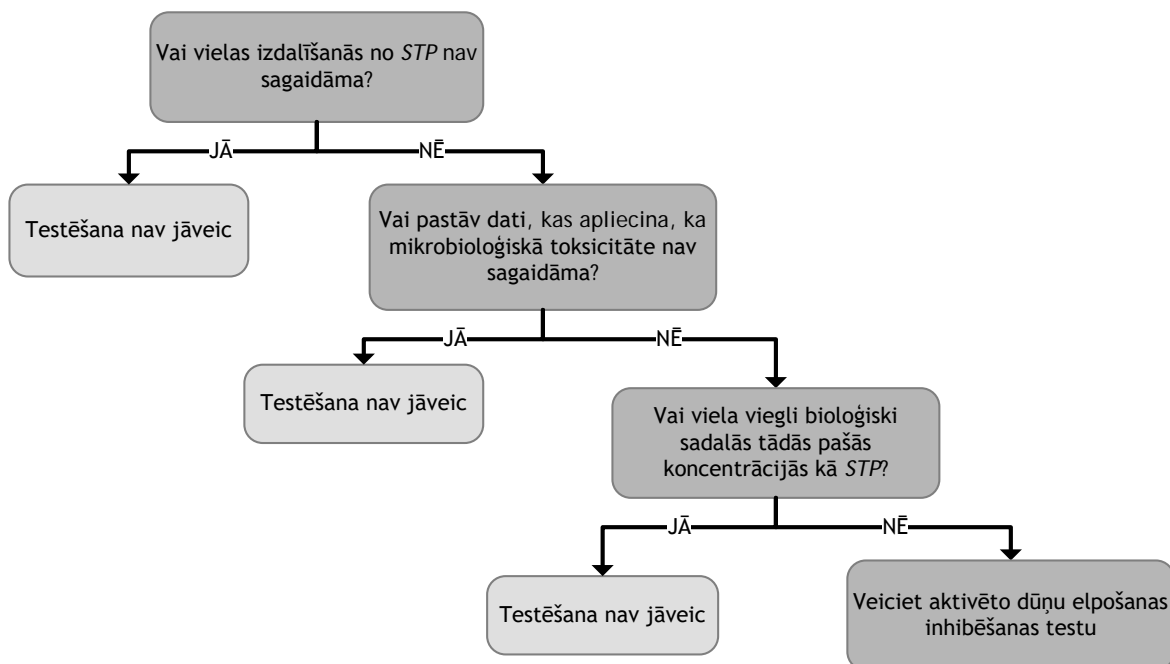 Vai vielas izdalīšanās no STP nav
sagaidāma?
JĀ
NĒ
Testēšana nav jāveic
Vai pastāv dati, kas apliecina, ka
mikrobioloģiskā toksicitāte nav
sagaidāma?
JĀ
NĒ
Testēšana nav jāveic
Vai viela viegli bioloģiski
sadalās tādās pašās
koncentrācijās kā STP?
JĀ
NĒ
Testēšana nav jāveic
Veiciet aktivēto dūņu elpošanas
inhibēšanas testu